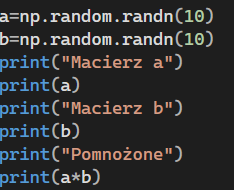 a=np.random.randn(10)
b=np.random.randn(10)
print("Macierz a")
print(a)
print("Macierz b")
print(b)
print("Pomnożone")
print(a*b)